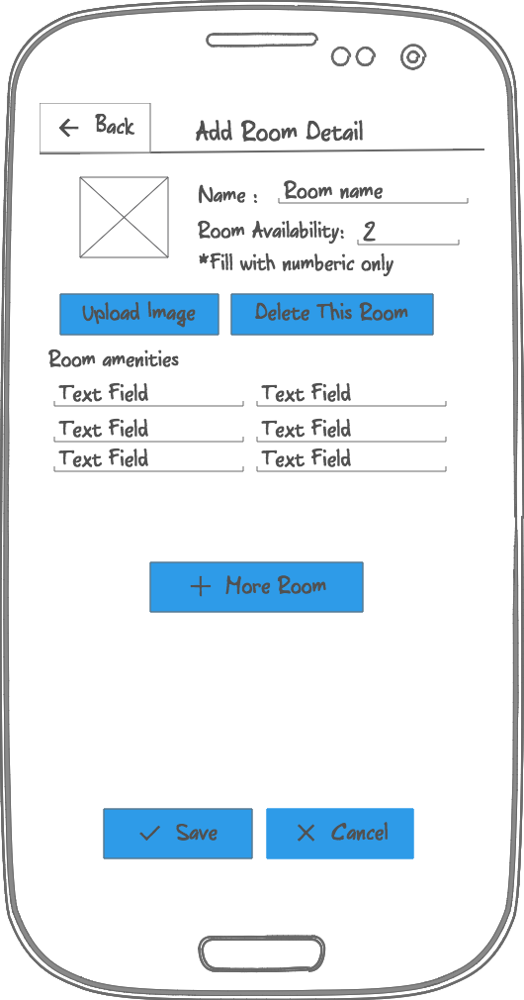 Back
Add Room Detail
Name : Room name
Room Availability: 2
*Fill with numberic only
Upload Image Delete This Room
Room amenities
Text Field Text Field
Text Field Text Field
Text Field Text Field
More Room
Save Cancel